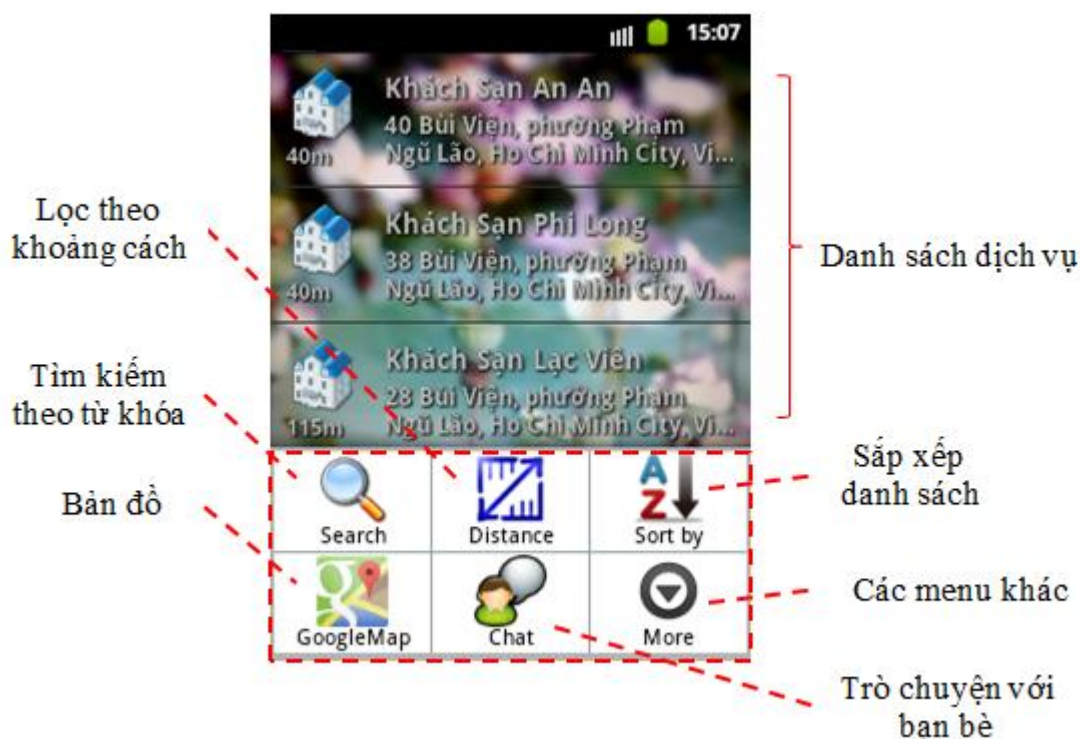 15:07
Khách Sạn An An
40 Bùi Viện, phường Phạm
Ngũ Lão, Ho Chi Minh City, Vi...
40m
Khách Sạn Phi Long
38 Bùi Viện, phường Phạm
Ngũ Lão, Ho Chi Minh City, Vi...
40m
Khách Sạn Lạc Viên
28 Bùi Viện, phường Phạm
Ngũ Lão, Ho Chi Minh City, Vi...
115m
Search
Distance
Sort by
GoogleMap
Chat
More
Lọc theo
khoảng cách
Tìm kiếm
theo từ khóa
Bản đồ
Danh sách dịch vụ
Sắp xếp
danh sách
Các menu khác
Trò chuyện với
bạn bè